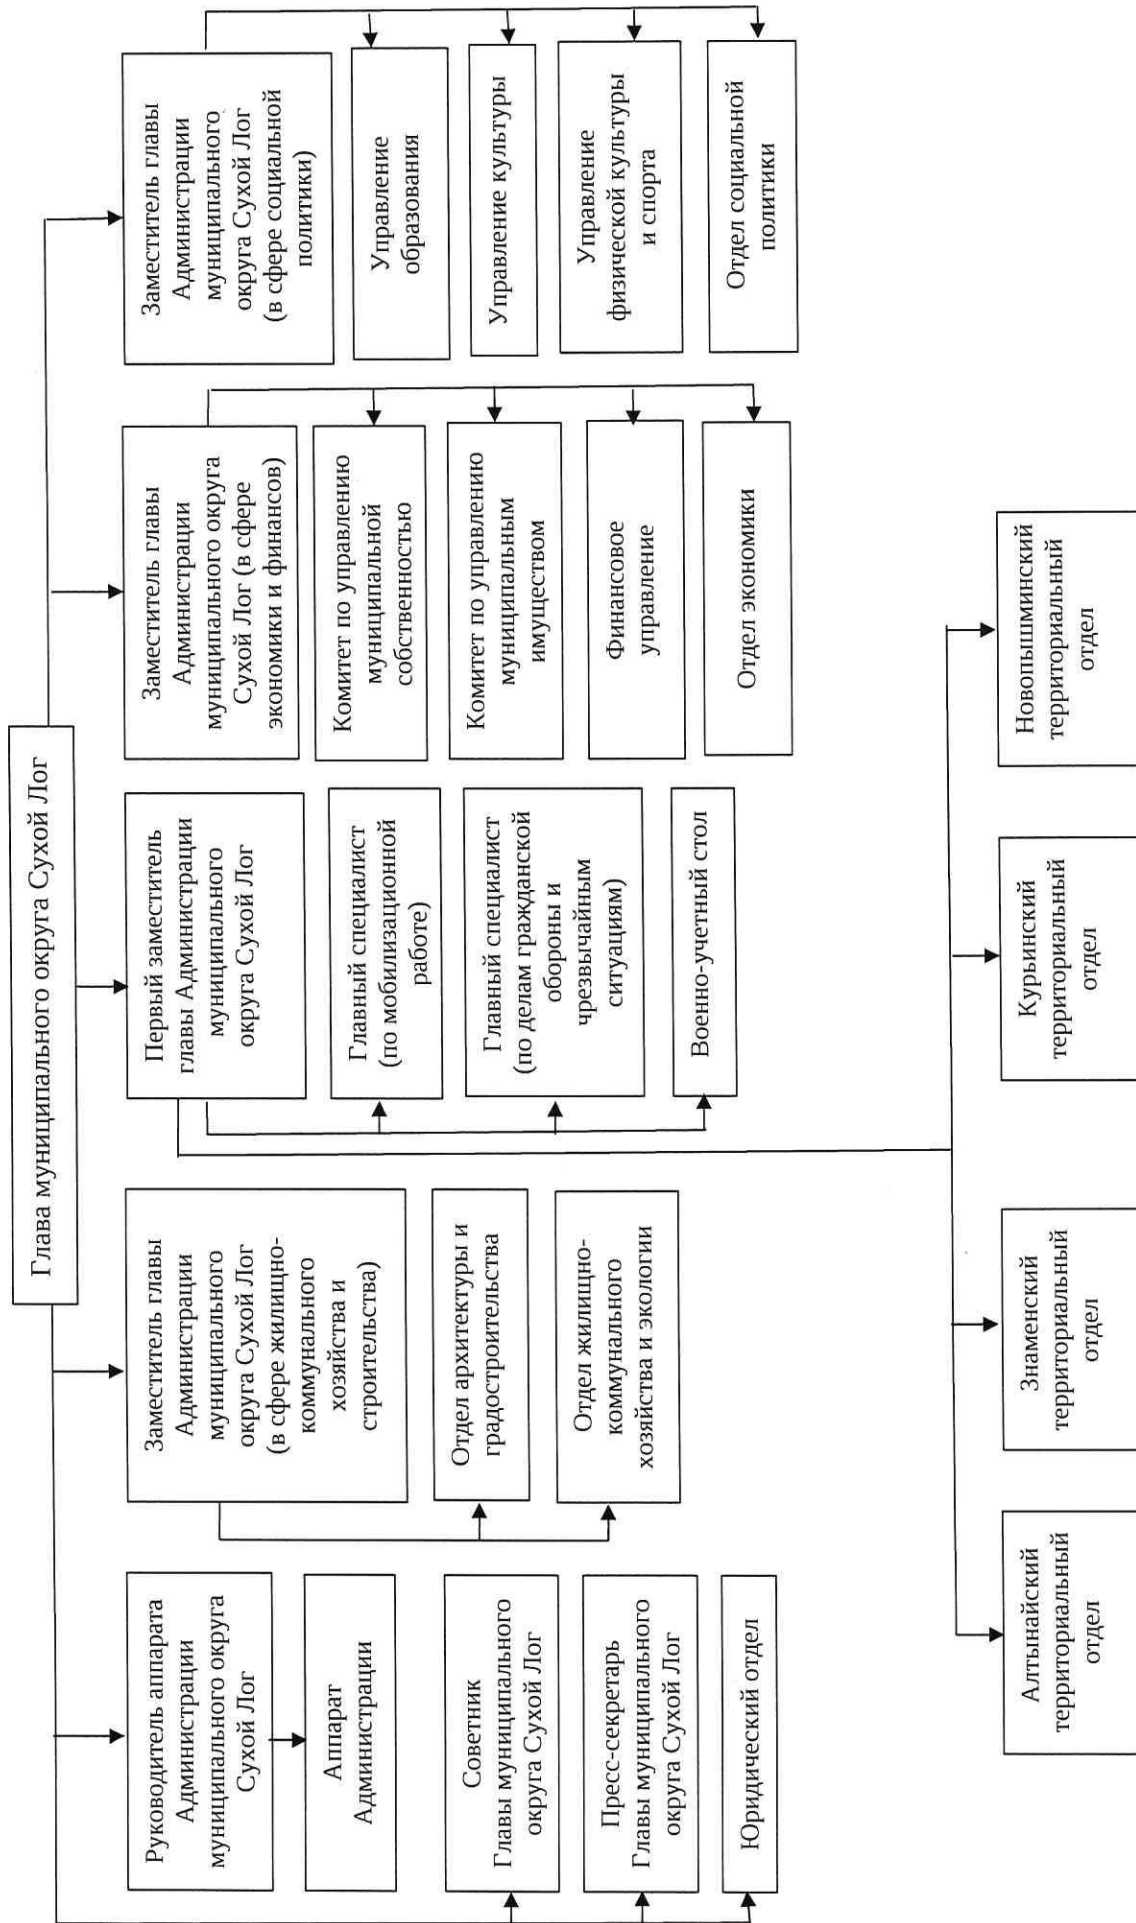 Глава муниципального округа Сухой Лог
Руководитель аппарата
Администрации
муниципального округа
Сухой Лог
Аппарат
Администрации
Советник
Главы муниципального
округа Сухой Лог
Пресс-секретарь
Главы муниципального
округа Сухой Лог
Юридический отдел
Заместитель главы
Администрации
муниципального
округа Сухой Лог
(в сфере жилищно-
коммунального
хозяйства и
строительства)
Отдел архитектуры и
градостроительства
Отдел жилищно-
коммунального
хозяйства и экологии
Первый заместитель
главы Администрации
муниципального
округа Сухой Лог
Главный специалист
(по мобилизационной
работе)
Главный специалист
(по делам гражданской
обороны и
чрезвычайным
ситуациям)
Военно-учетный стол
Заместитель главы
Администрации
муниципального округа
Сухой Лог (в сфере
экономики и финансов)
Комитет по управлению
муниципальной
собственностью
Комитет по управлению
муниципальным
имуществом
Финансовое
управление
Отдел экономики
Заместитель главы
Администрации
муниципального
округа Сухой Лог
(в сфере социальной
политики)
Управление
образования
Управление культуры
Управление
физической культуры
и спорта
Отдел социальной
политики
Алтынайский
территориальный
отдел
Знаменский
территориальный
отдел
Курьинский
территориальный
отдел
Новопышминский
территориальный
отдел